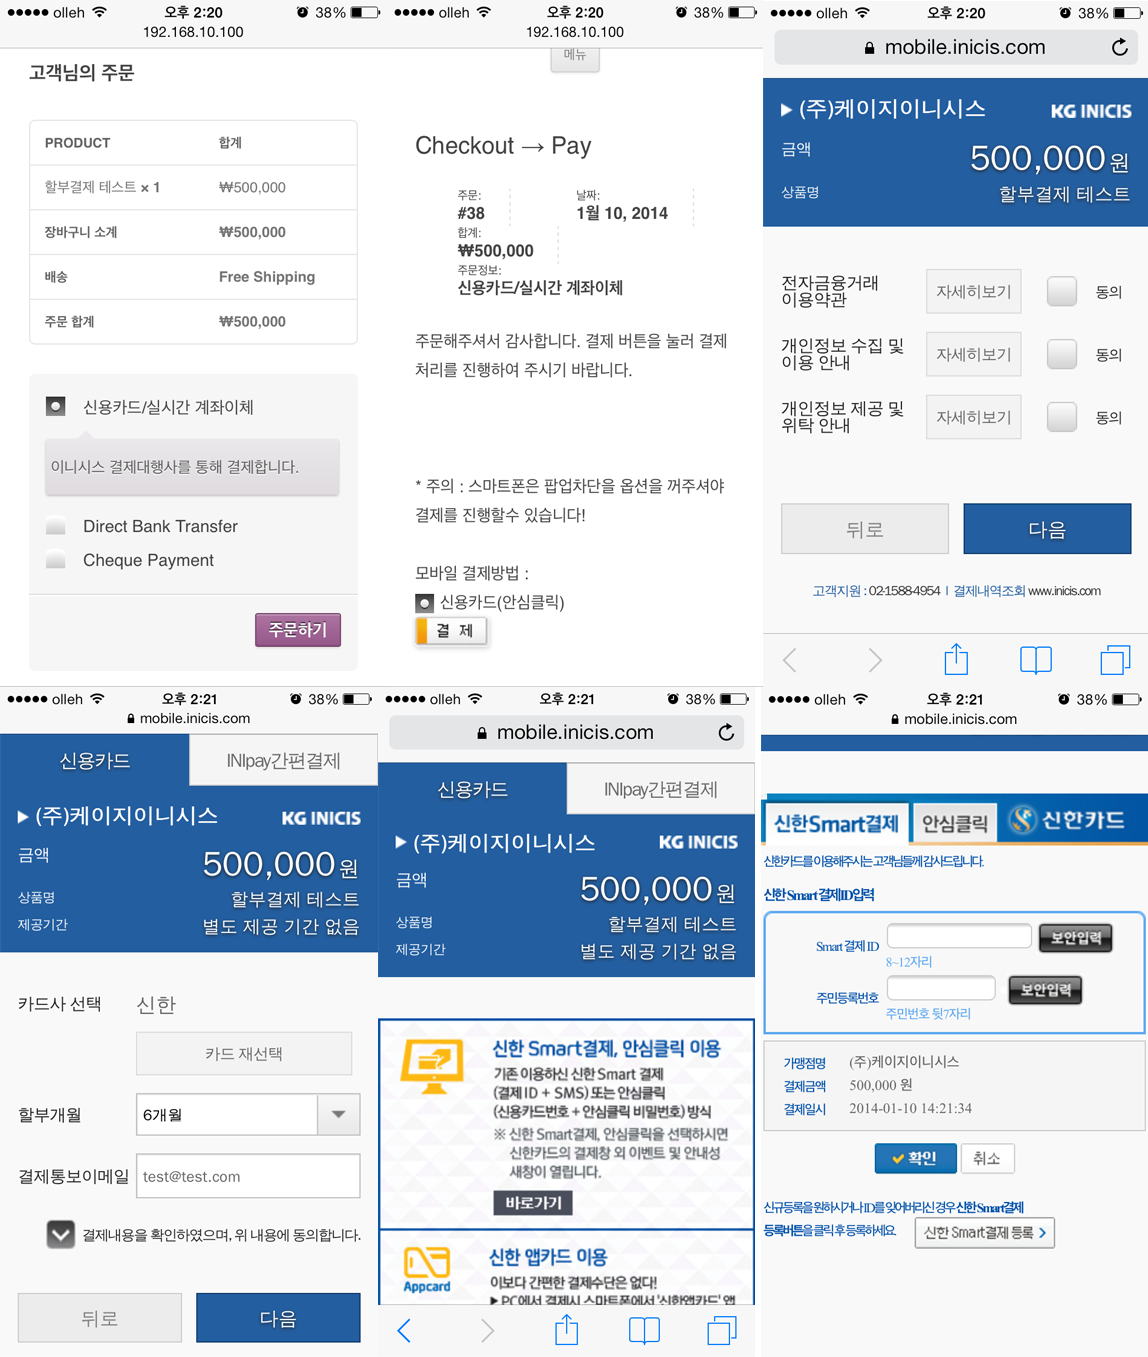 olleh 오후 2:20 38%
192.168.10.100
고객님의 주문
PRODUCT 합계
할부결제 테스트 × 1 ₩500,000
장바구니 소계 ₩500,000
배송 Free Shipping
주문 합계 ₩500,000
신용카드/실시간 계좌이체
이니시스 결제대행사를 통해 결제합니다.
Direct Bank Transfer
Cheque Payment
주문하기
olleh 오후 2:20 38%
192.168.10.100
메뉴
Checkout → Pay
주문: 날짜:
#38 1월 10, 2014
합계:
₩500,000
주문정보:
신용카드/실시간 계좌이체
주문해주셔서 감사합니다. 결제 버튼을 눌러 결제
처리를 진행하여 주시기 바랍니다.
* 주의 : 스마트폰은 팝업차단을 옵션을 꺼주셔야
결제를 진행할수 있습니다!
모바일 결제방법 :
신용카드(안심클릭)
결 제
olleh 오후 2:20 38%
mobile.inicis.com
▶ (주)케이지이니시스 KG INICIS
금액 500,000 원
상품명 할부결제 테스트
전자금융거래
이용약관 자세히보기 동의
개인정보 수집 및
이용 안내 자세히보기 동의
개인정보 제공 및
위탁 안내 자세히보기 동의
뒤로 다음
고객지원 : 02-1588-4954 | 결제내역조회 www.inicis.com
olleh 오후 2:21 38%
mobile.inicis.com
신용카드 INIpay간편결제
▶ (주)케이지이니시스 KG INICIS
금액 500,000 원
상품명 할부결제 테스트
제공기간 별도 제공 기간 없음
카드사 선택 신한
카드 재선택
할부개월 6개월
결제통보이메일 test@test.com
결제내용을 확인하였으며, 위 내용에 동의합니다.
뒤로 다음
olleh 오후 2:21 38%
mobile.inicis.com
신용카드 INIpay간편결제
▶ (주)케이지이니시스 KG INICIS
금액 500,000 원
상품명 할부결제 테스트
제공기간 별도 제공 기간 없음
신한 Smart결제, 안심클릭 이용
기존 이용하신 신한 Smart 결제
(결제 ID + SMS) 또는 안심클릭
(신용카드번호 + 안심클릭 비밀번호) 방식
※ 신한 Smart결제, 안심클릭을 선택하시면
신한카드의 결제창 외 이벤트 및 안내성
새창이 열립니다.
바로가기
신한 앱카드 이용
Appcard 이보다 간편한 결제수단은 없다!
▶ PC에서 결제시 스마트폰에서 '신한앱카드' 앱
olleh 오후 2:21 38%
mobile.inicis.com
신한Smart결제 안심클릭 신한카드
신한카드를 이용해주시는 고객님들께 감사드립니다.
신한 Smart 결제ID입력
Smart 결제 ID 보안입력
8~12자리
주민등록번호 보안입력
주민번호 뒷7자리
가맹점명 (주)케이지이니시스
결제금액 500,000 원
결제일시 2014-01-10 14:21:34
확인 취소
신규등록을 원하시거나 ID를 잊어버리신 경우 신한 Smart결제
등록버튼을 클릭 후 등록하세요. 신한 Smart결제 등록 >